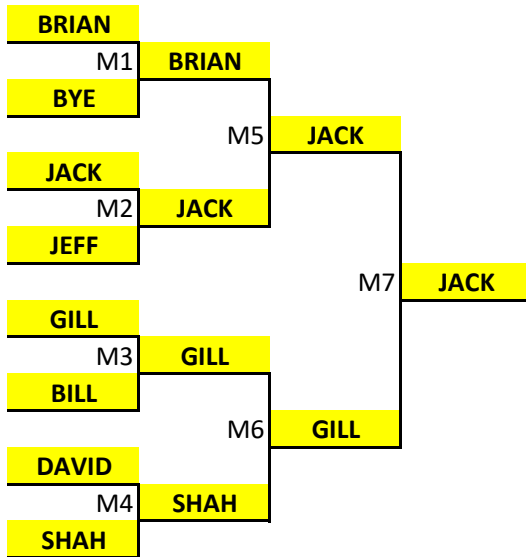 BRIAN
M1 BRIAN
BYE
M5 JACK
JACK
M2 JACK
JEFF
M7 JACK
GILL
M3 GILL
BILL
M6 GILL
DAVID
M4 SHAH
SHAH